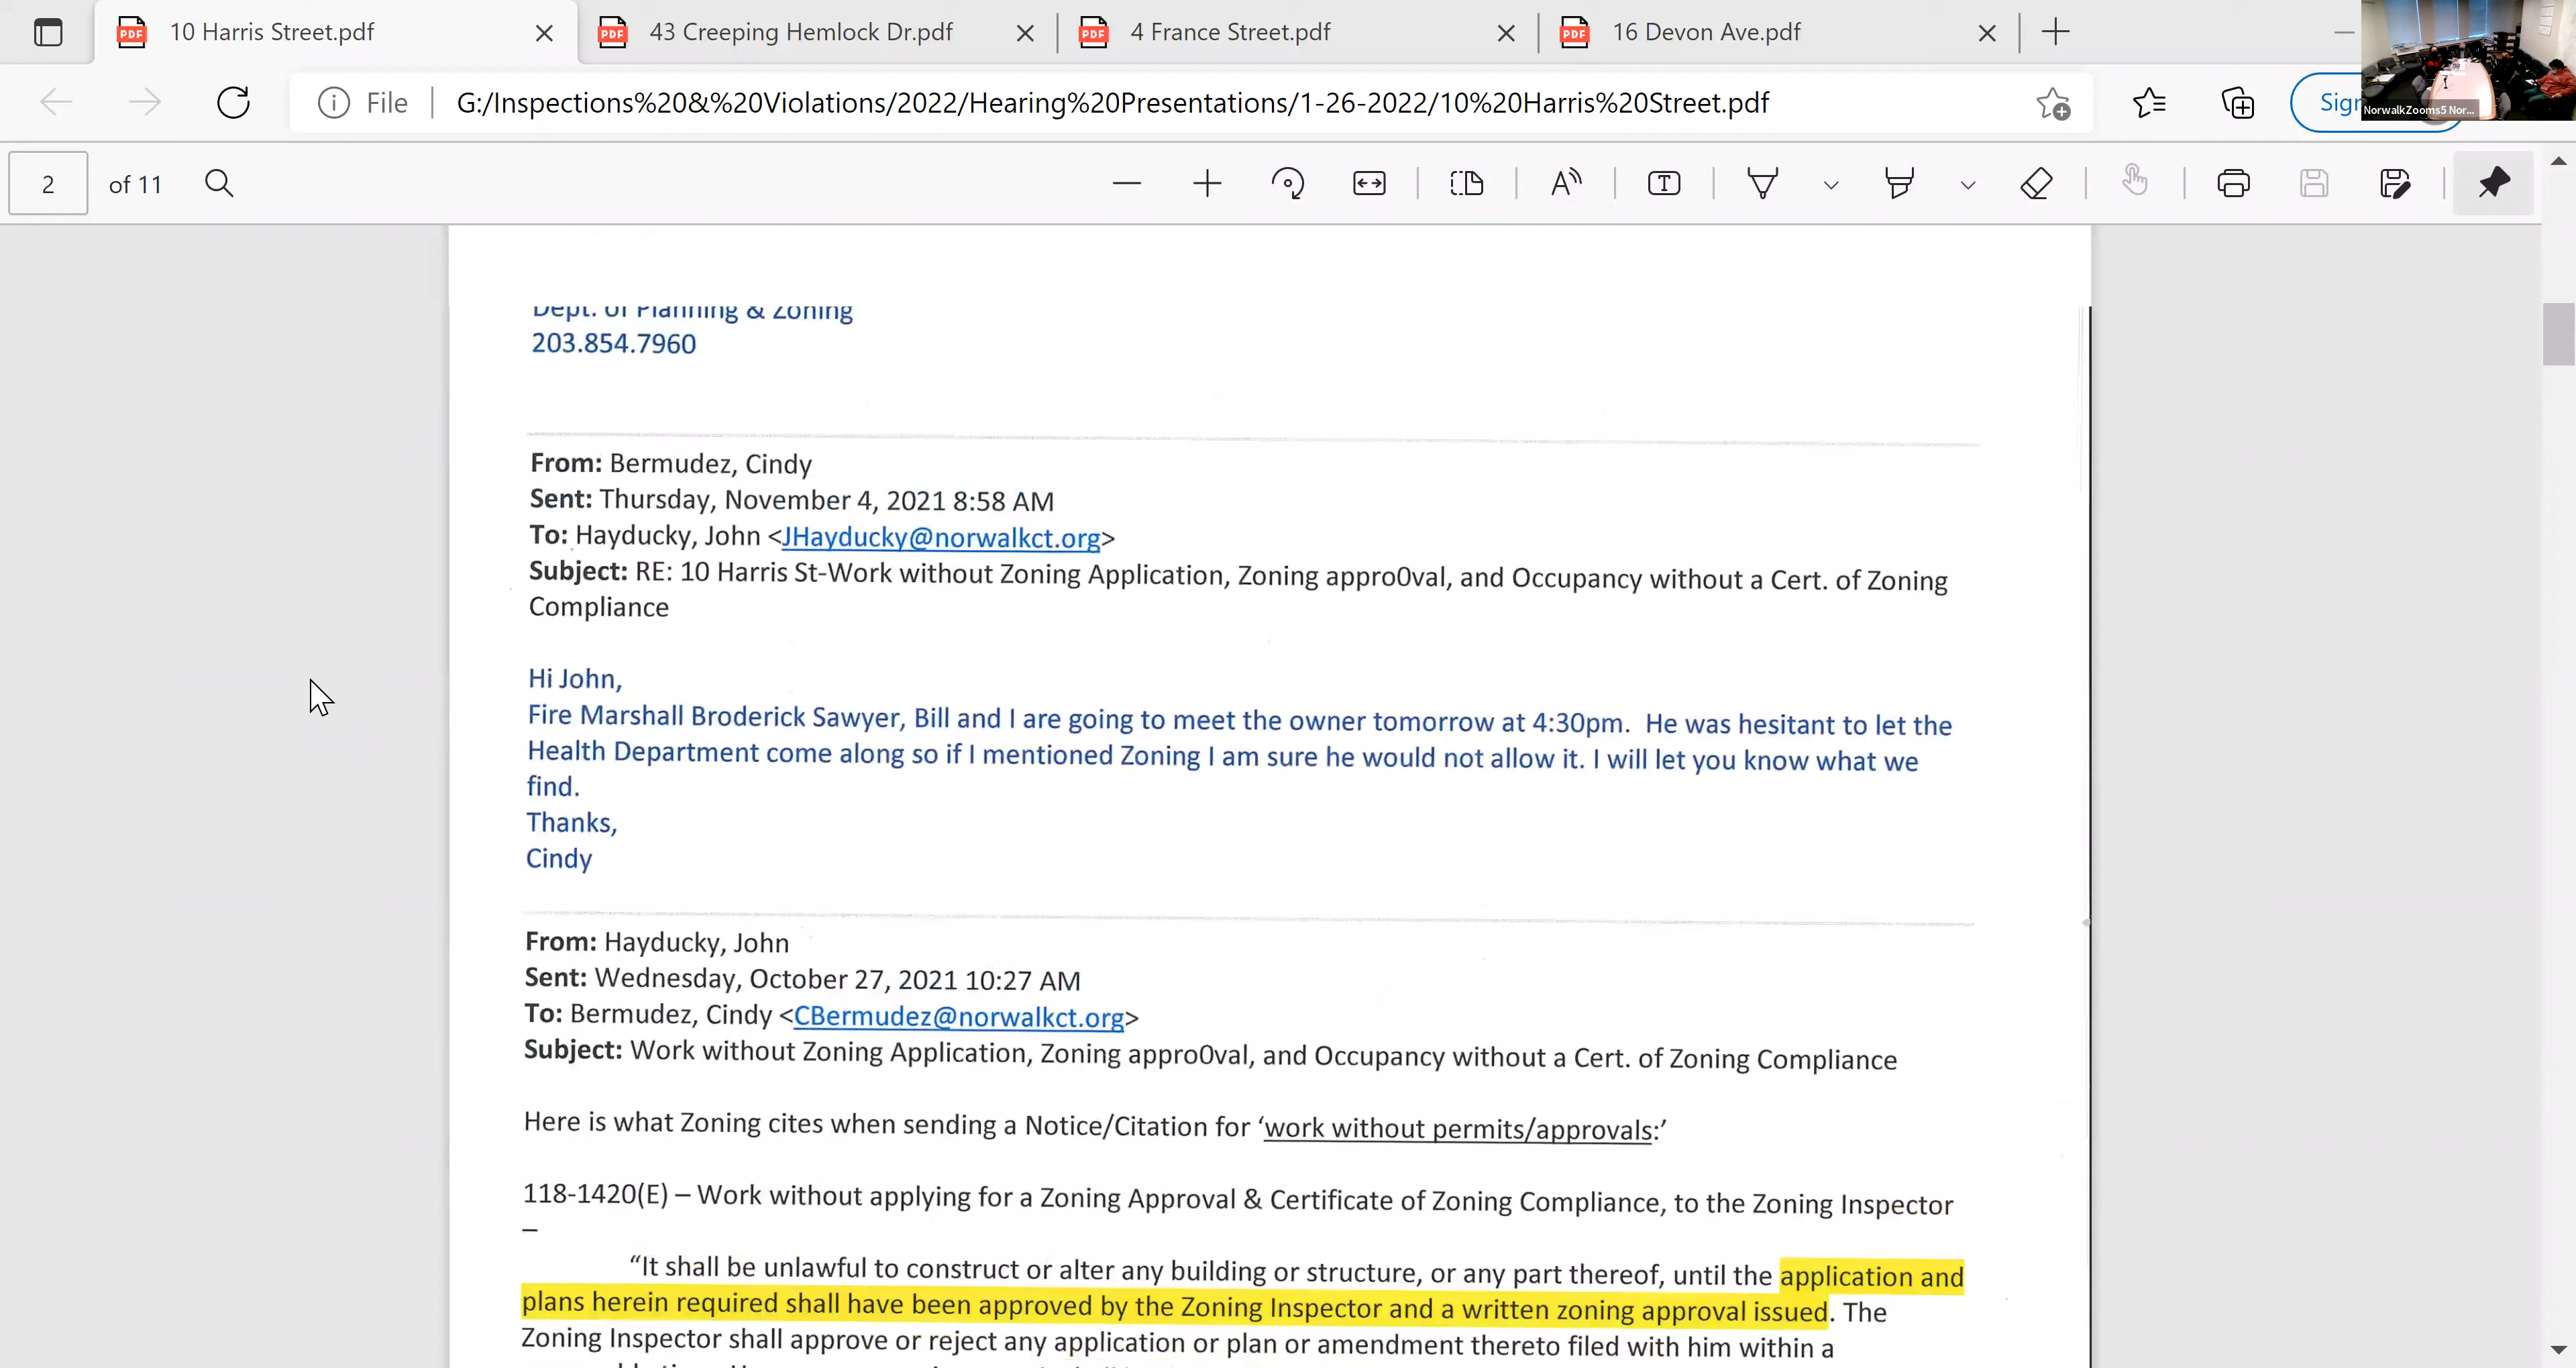 10 Harris Street.pdf
43 Creeping Hemlock Dr.pdf
4 France Street.pdf
16 Devon Ave.pdf
File
G:/Inspections%20&%20Violations/2022/Hearing%20Presentations/1-26-2022/10%20Harris%20Street.pdf
NorwalkZooms5 Nor...
2 of 11
Dept. of Planning & Zoning
203.854.7960
From: Bermudez, Cindy
Sent: Thursday, November 4, 2021 8:58 AM
To: Hayducky, John <JHayducky@norwalkct.org>
Subject: RE: 10 Harris St-Work without Zoning Application, Zoning appro0val, and Occupancy without a Cert. of Zoning
Compliance
Hi John,
Fire Marshall Broderick Sawyer, Bill and I are going to meet the owner tomorrow at 4:30pm. He was hesitant to let the
Health Department come along so if I mentioned Zoning I am sure he would not allow it. I will let you know what we
find.
Thanks,
Cindy
From: Hayducky, John
Sent: Wednesday, October 27, 2021 10:27 AM
To: Bermudez, Cindy <CBermudez@norwalkct.org>
Subject: Work without Zoning Application, Zoning appro0val, and Occupancy without a Cert. of Zoning Compliance
Here is what Zoning cites when sending a Notice/Citation for ‘work without permits/approvals:’
118-1420(E) – Work without applying for a Zoning Approval & Certificate of Zoning Compliance, to the Zoning Inspector
–
“It shall be unlawful to construct or alter any building or structure, or any part thereof, until the application and
plans herein required shall have been approved by the Zoning Inspector and a written zoning approval issued. The
Zoning Inspector shall approve or reject any application or plan or amendment thereto filed with him within a